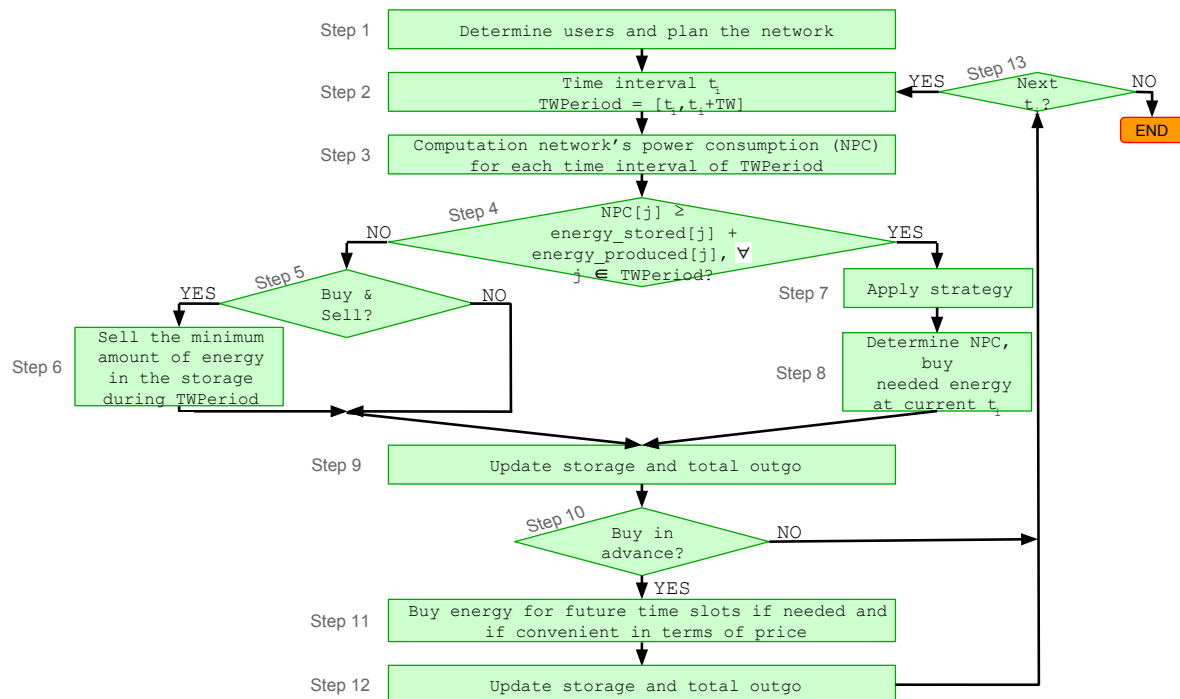 Step 1
Determine users and plan the network
Step 13
Step 2
Time interval tᵢ
TWPeriod = [tᵢ,tᵢ+TW]
YES
Next
tᵢ?
NO
END
Step 3
Computation network's power consumption (NPC)
for each time interval of TWPeriod
Step 4
NPC[j] ≥
energy_stored[j] +
energy_produced[j], ∀
j ∈ TWPeriod?
NO
YES
Step 5
Buy &
Sell?
YES
NO
Step 7
Apply strategy
Step 6
Sell the minimum
amount of energy
in the storage
during TWPeriod
Step 8
Determine NPC,
buy
needed energy
at current tᵢ
Step 9
Update storage and total outgo
Step 10
Buy in
advance?
NO
YES
Step 11
Buy energy for future time slots if needed and
if convenient in terms of price
Step 12
Update storage and total outgo